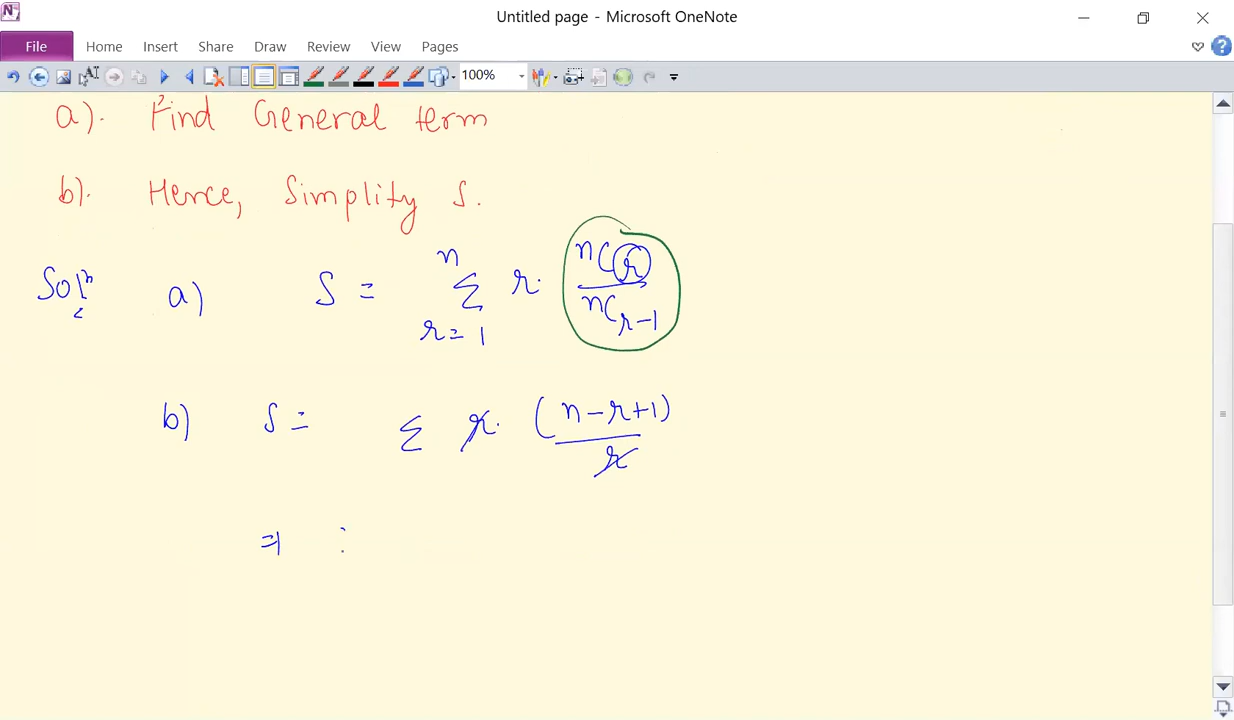 Untitled page - Microsoft OneNote
File Home Insert Share Draw Review View Pages
100%
a). Find General term
b). Hence, Simplity S.
Solⁿ a) S = n Σ r=1 r. nCr / nCr-1
b) S = Σ r. (n-r+1) / r
⇒ :